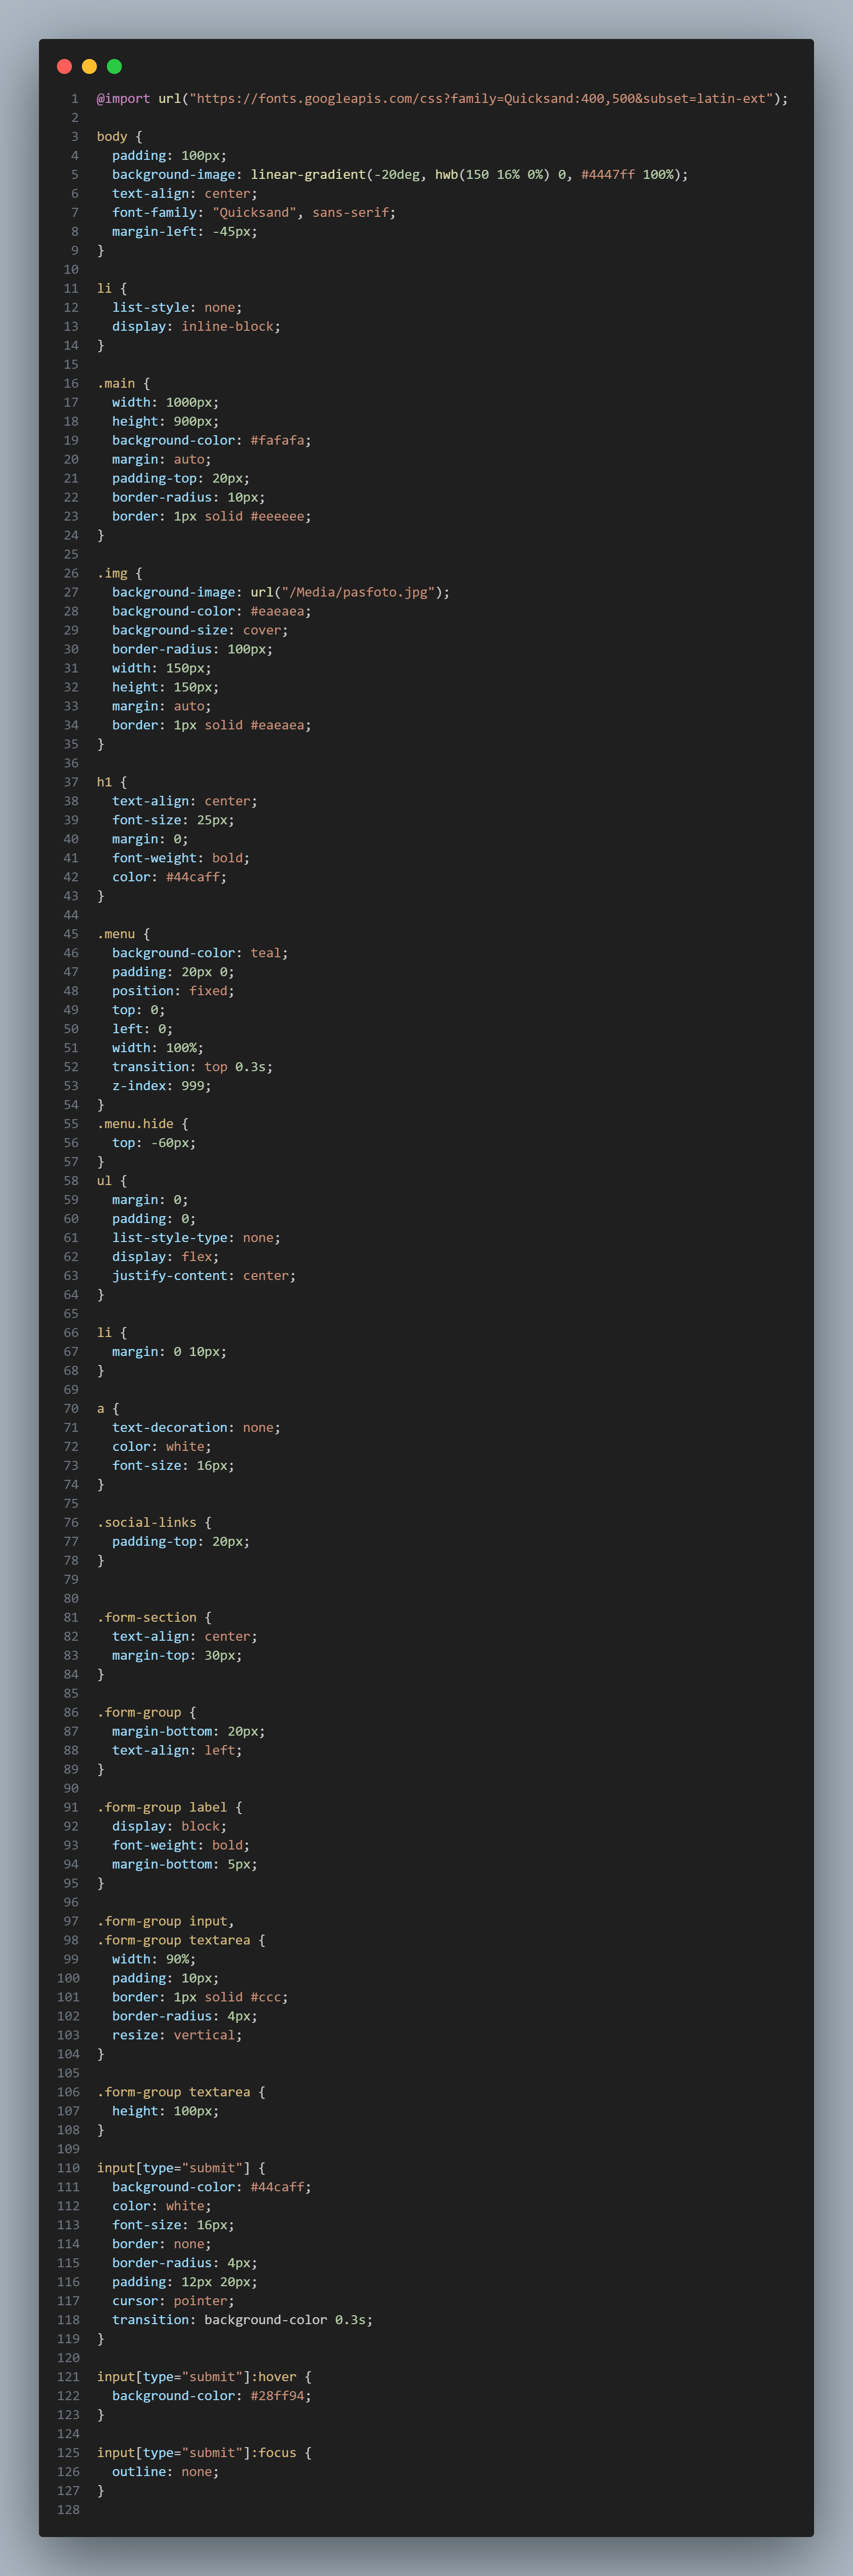 1 @import url("https://fonts.googleapis.com/css?family=Quicksand:400,500&subset=latin-ext");
2
3 body {
4   padding: 100px;
5   background-image: linear-gradient(-20deg, hwb(150 16% 0%) 0, #4447ff 100%);
6   text-align: center;
7   font-family: "Quicksand", sans-serif;
8   margin-left: -45px;
9 }
10
11 li {
12   list-style: none;
13   display: inline-block;
14 }
15
16 .main {
17   width: 1000px;
18   height: 900px;
19   background-color: #fafafa;
20   margin: auto;
21   padding-top: 20px;
22   border-radius: 10px;
23   border: 1px solid #eeeeee;
24 }
25
26 .img {
27   background-image: url("/Media/pasfoto.jpg");
28   background-color: #eaeaea;
29   background-size: cover;
30   border-radius: 100px;
31   width: 150px;
32   height: 150px;
33   margin: auto;
34   border: 1px solid #eaeaea;
35 }
36
37 h1 {
38   text-align: center;
39   font-size: 25px;
40   margin: 0;
41   font-weight: bold;
42   color: #44caff;
43 }
44
45 .menu {
46   background-color: teal;
47   padding: 20px 0;
48   position: fixed;
49   top: 0;
50   left: 0;
51   width: 100%;
52   transition: top 0.3s;
53   z-index: 999;
54 }
55 .menu.hide {
56   top: -60px;
57 }
58 ul {
59   margin: 0;
60   padding: 0;
61   list-style-type: none;
62   display: flex;
63   justify-content: center;
64 }
65
66 li {
67   margin: 0 10px;
68 }
69
70 a {
71   text-decoration: none;
72   color: white;
73   font-size: 16px;
74 }
75
76 .social-links {
77   padding-top: 20px;
78 }
79
80
81 .form-section {
82   text-align: center;
83   margin-top: 30px;
84 }
85
86 .form-group {
87   margin-bottom: 20px;
88   text-align: left;
89 }
90
91 .form-group label {
92   display: block;
93   font-weight: bold;
94   margin-bottom: 5px;
95 }
96
97 .form-group input,
98 .form-group textarea {
99   width: 90%;
100   padding: 10px;
101   border: 1px solid #ccc;
102   border-radius: 4px;
103   resize: vertical;
104 }
105
106 .form-group textarea {
107   height: 100px;
108 }
109
110 input[type="submit"] {
111   background-color: #44caff;
112   color: white;
113   font-size: 16px;
114   border: none;
115   border-radius: 4px;
116   padding: 12px 20px;
117   cursor: pointer;
118   transition: background-color 0.3s;
119 }
120
121 input[type="submit"]:hover {
122   background-color: #28ff94;
123 }
124
125 input[type="submit"]:focus {
126   outline: none;
127 }
128